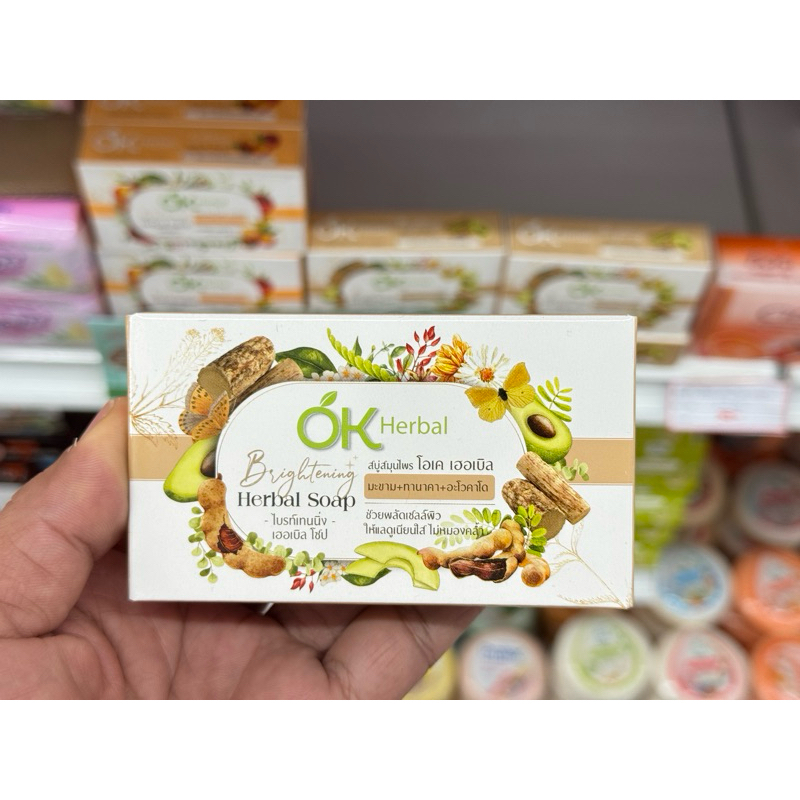 OK Herbal
Brightening
Herbal Soap
- ไบรท์เทนนิ่ง -
เฮอเบิล โซป
สบู่สมุนไพร โอเค เฮอเบิล
มะขาม+ทานาคา+อะโวคาโด
ช่วยผลัดเซลล์ผิว
ให้แลดูเนียนใส ไม่หมองคล้ำ
OK
OK
OK
OK